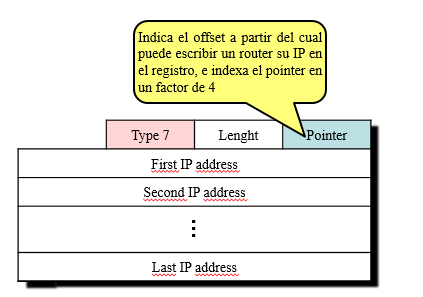 Indica el offset a partir del cual
puede escribir un router su IP en
el registro, e indexa el pointer en
un factor de 4
Type 7 Lenght Pointer
First IP address
Second IP address
⋮
Last IP address